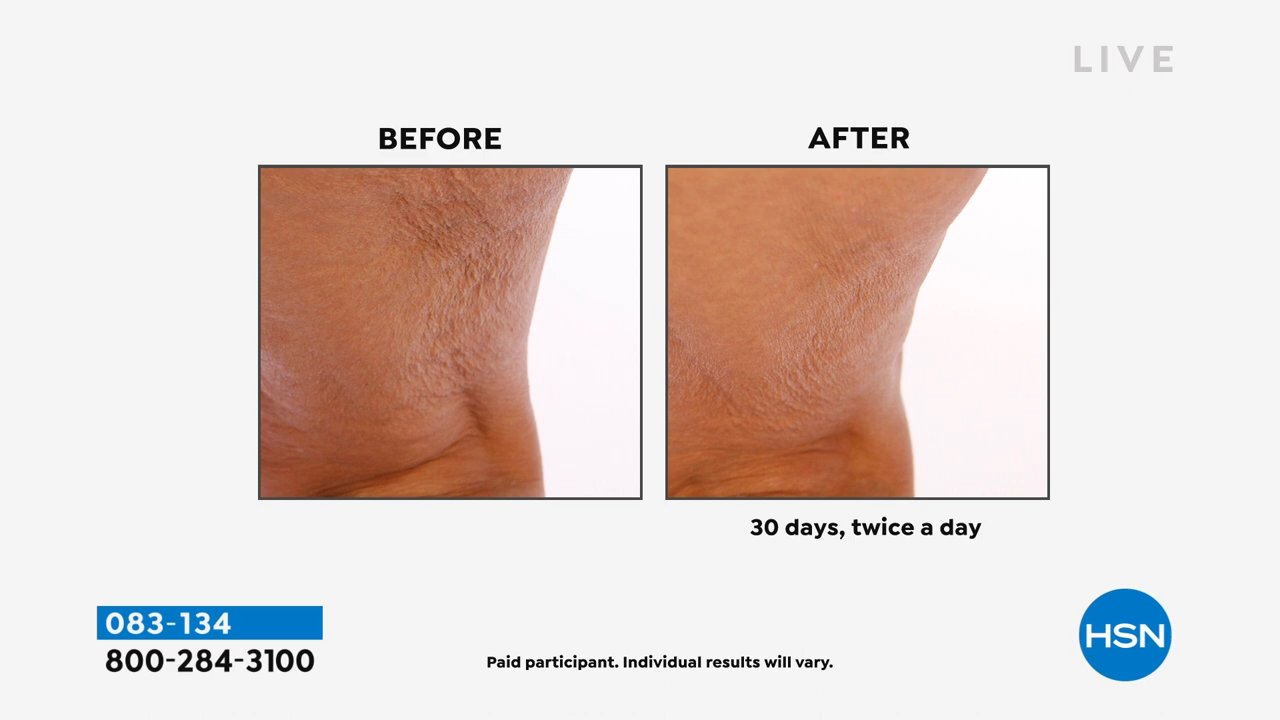 LIVE
BEFORE
AFTER
30 days, twice a day
083-134
800-284-3100
Paid participant. Individual results will vary.
HSN